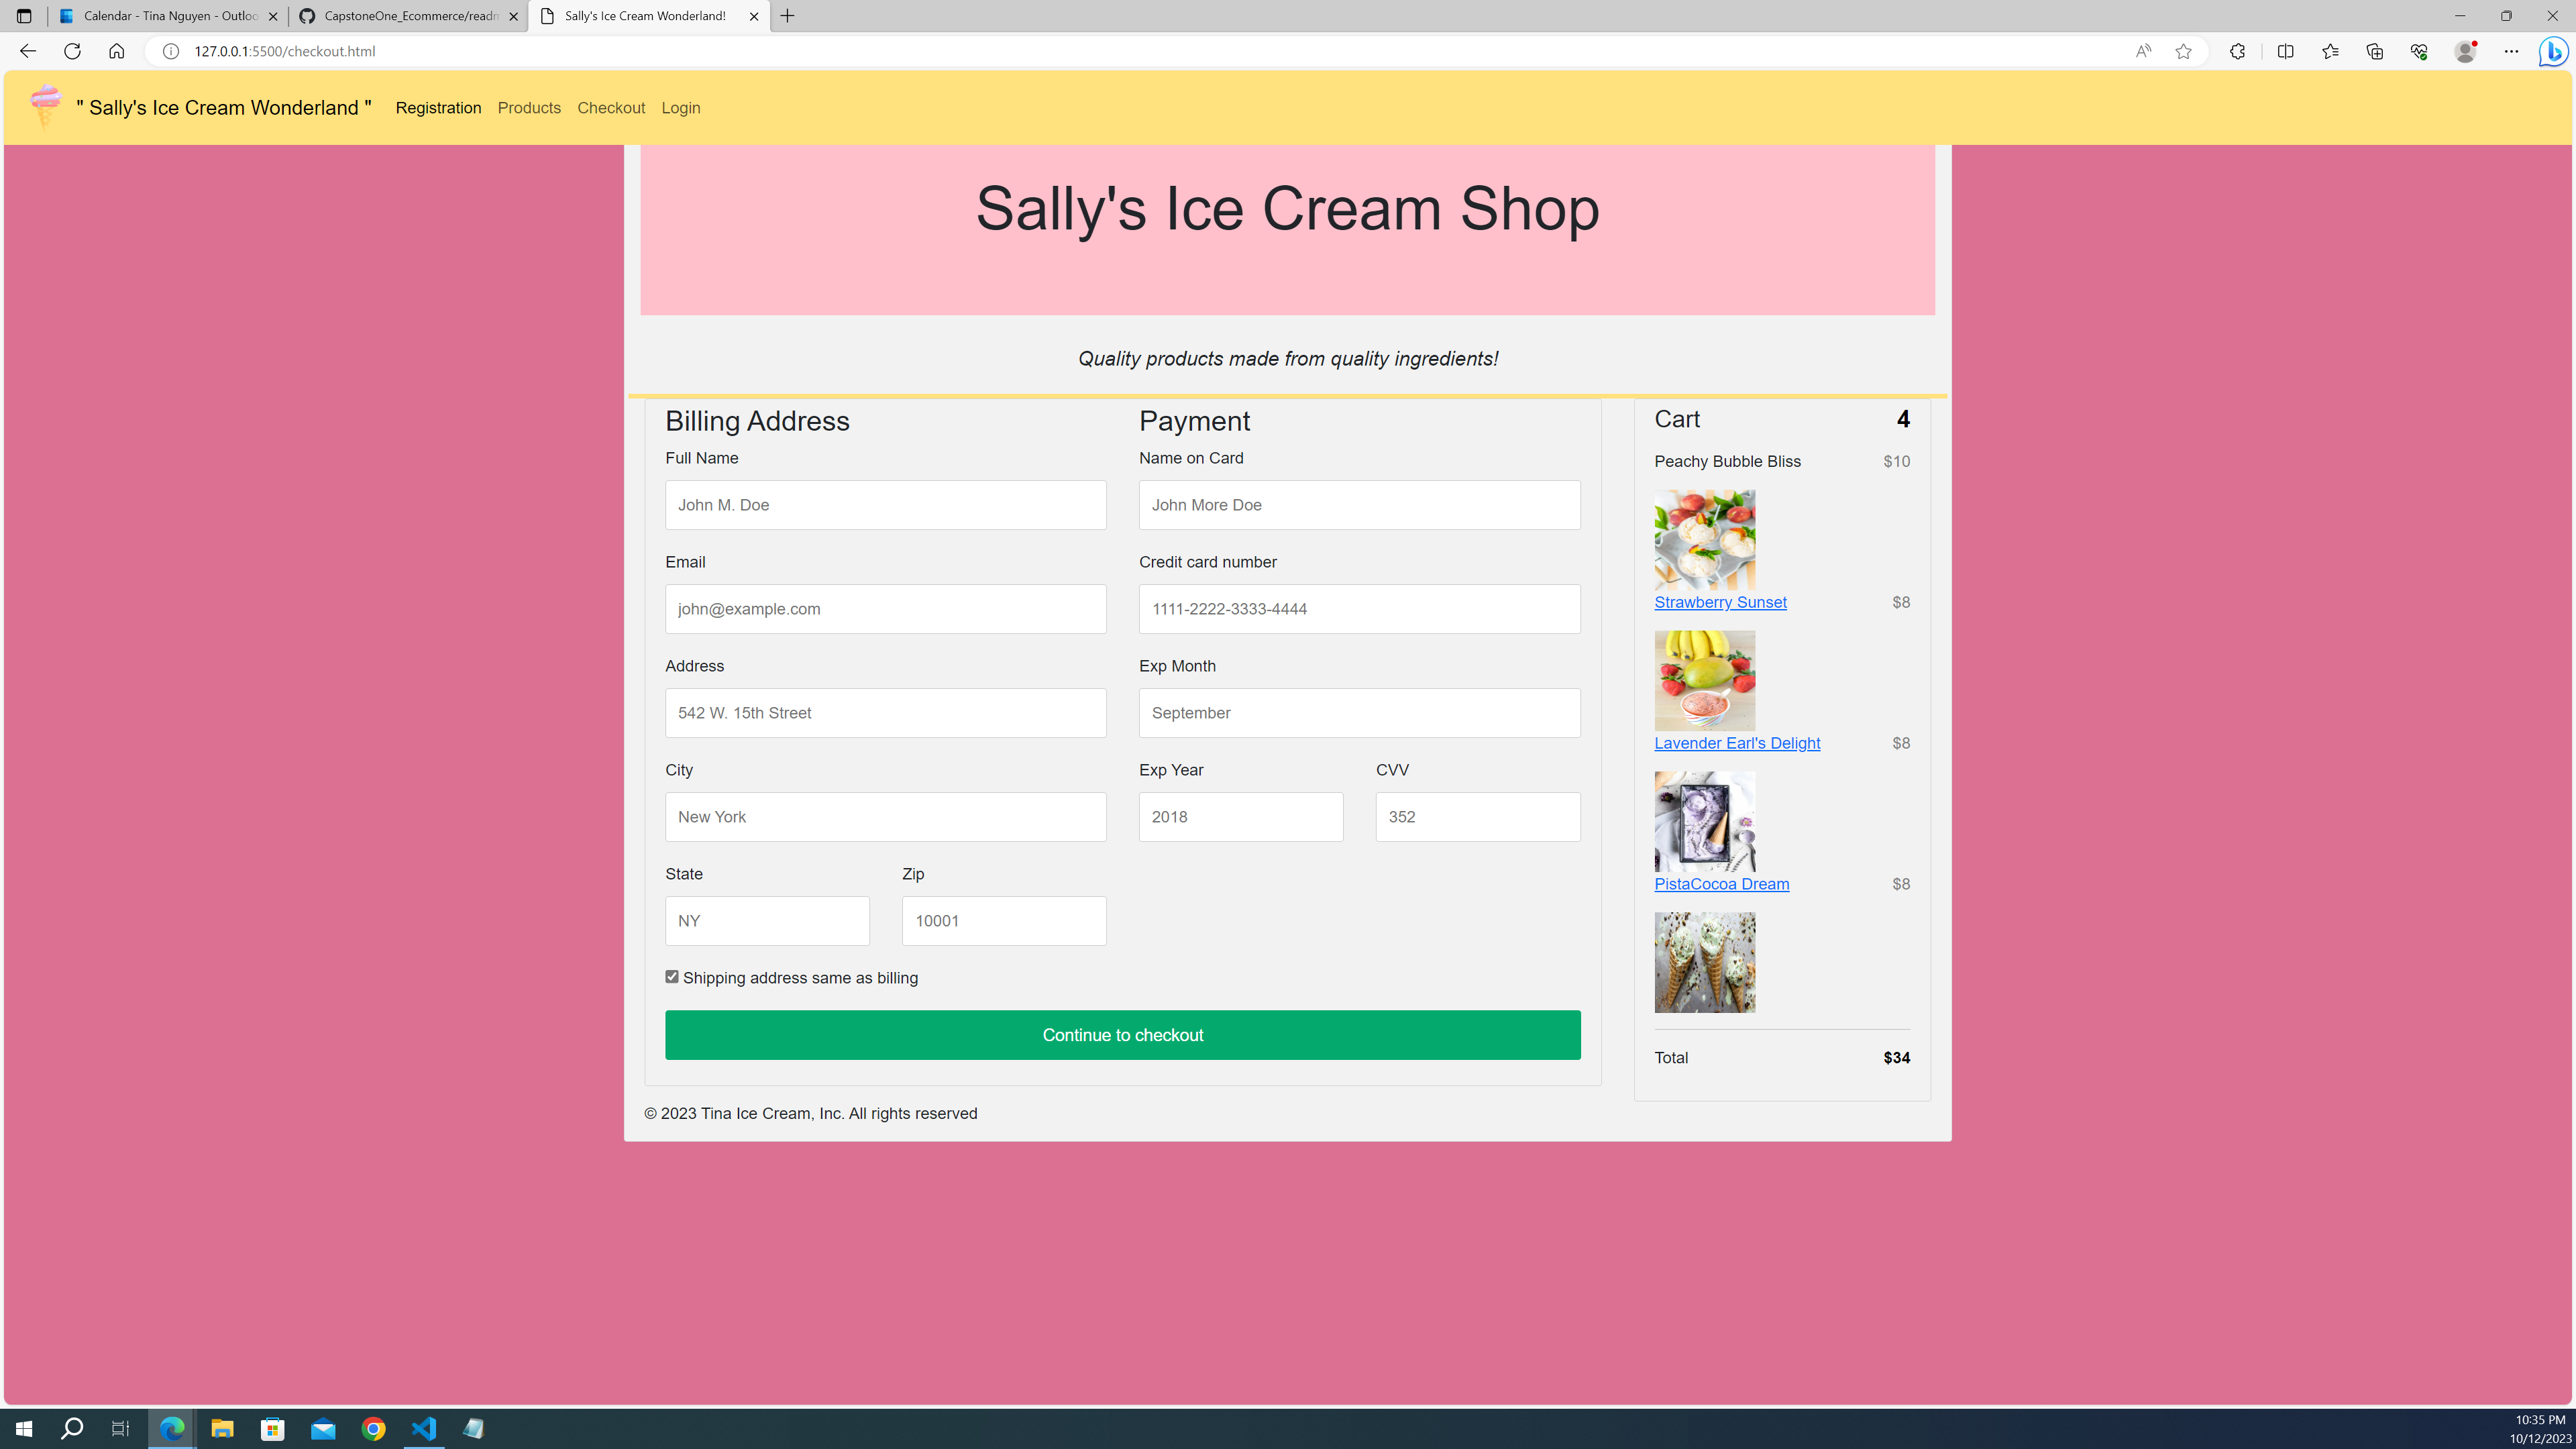 Calendar - Tina Nguyen - Outloo
CapstoneOne_Ecommerce/readm
Sally's Ice Cream Wonderland!
127.0.0.1:5500/checkout.html
" Sally's Ice Cream Wonderland "
Registration
Products
Checkout
Login
Sally's Ice Cream Shop
Quality products made from quality ingredients!
Billing Address
Full Name
John M. Doe
Email
john@example.com
Address
542 W. 15th Street
City
New York
State
NY
Zip
10001
Payment
Name on Card
John More Doe
Credit card number
1111-2222-3333-4444
Exp Month
September
Exp Year
2018
CVV
352
Shipping address same as billing
Continue to checkout
Cart 4
Peachy Bubble Bliss $10
Strawberry Sunset $8
Lavender Earl's Delight $8
PistaCocoa Dream $8
Total $34
© 2023 Tina Ice Cream, Inc. All rights reserved
10:35 PM
10/12/2023